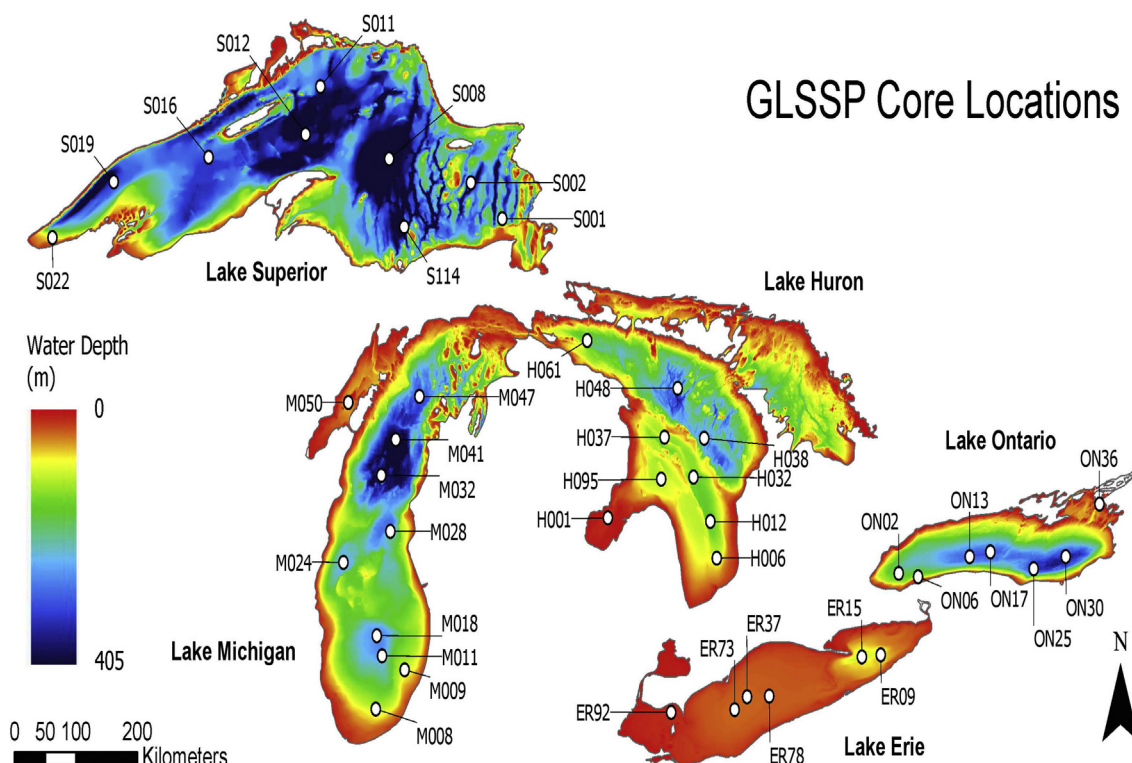 GLSSP Core Locations
S011
S012
S008
S016
S019
S002
S001
S022
S114
Lake Superior
Lake Huron
Water Depth
(m)
0
405
H061
M047
M050
H048
M041
H037
H038
Lake Ontario
M032
H095
H032
ON36
ON13
M028
H001
H012
ON02
M024
H006
ON06
ON17
ON30
ON25
M018
ER15
ER37
Lake Michigan
M011
ER73
N
M009
ER09
ER92
M008
ER78
Lake Erie
0 50 100 200
Kilometers